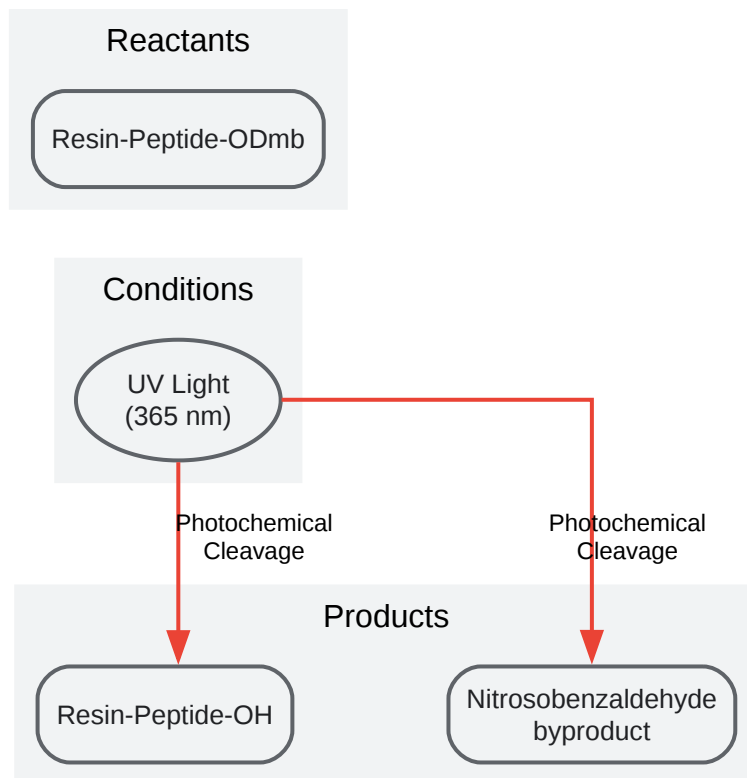 Reactants
Resin-Peptide-ODmb
Conditions
UV Light
(365 nm)
Photochemical
Cleavage
Photochemical
Cleavage
Products
Resin-Peptide-OH
Nitrosobenzaldehyde
byproduct